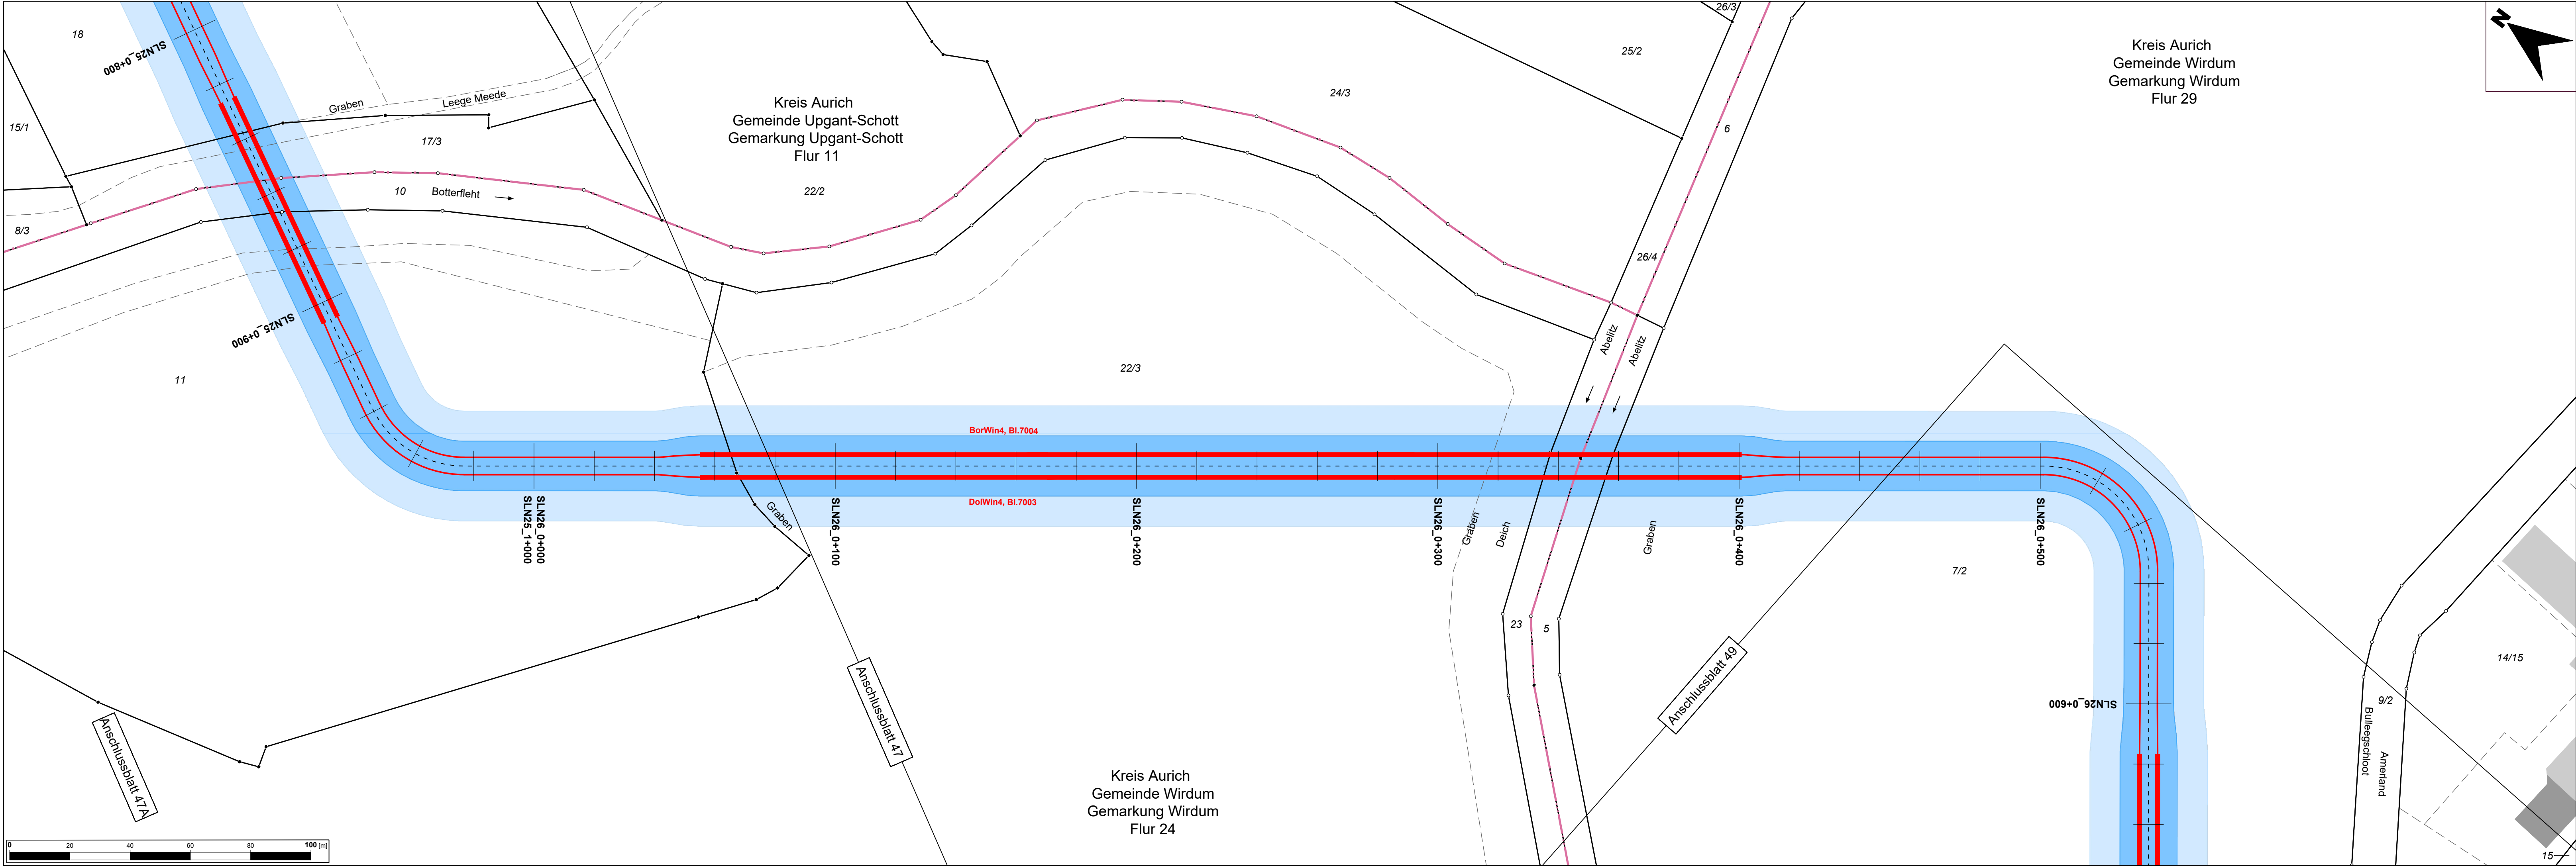 18
SLN25_0+800
26/3
25/2
N
Kreis Aurich
Gemeinde Wirdum
Gemarkung Wirdum
Flur 29
15/1
Graben
Leege Meede
17/3
24/3
Kreis Aurich
Gemeinde Upgant-Schott
Gemarkung Upgant-Schott
Flur 11
6
10
Botterfleht
22/2
8/3
26/4
SLN25_0+900
Abelitz
Abelitz
11
22/3
BorWin4, Bl.7004
DolWin4, Bl.7003
Graben
SLN25_1+000
SLN26_0+000
SLN26_0+100
SLN26_0+200
SLN26_0+300
Graben
Deich
Graben
SLN26_0+400
SLN26_0+500
7/2
23
5
14/15
Anschlussblatt 47
Anschlussblatt 49
SLN26_0+600
9/2
Bulleegschloot
Amerland
Anschlussblatt 47A
Kreis Aurich
Gemeinde Wirdum
Gemarkung Wirdum
Flur 24
0 20 40 60 80 100 [m]
15